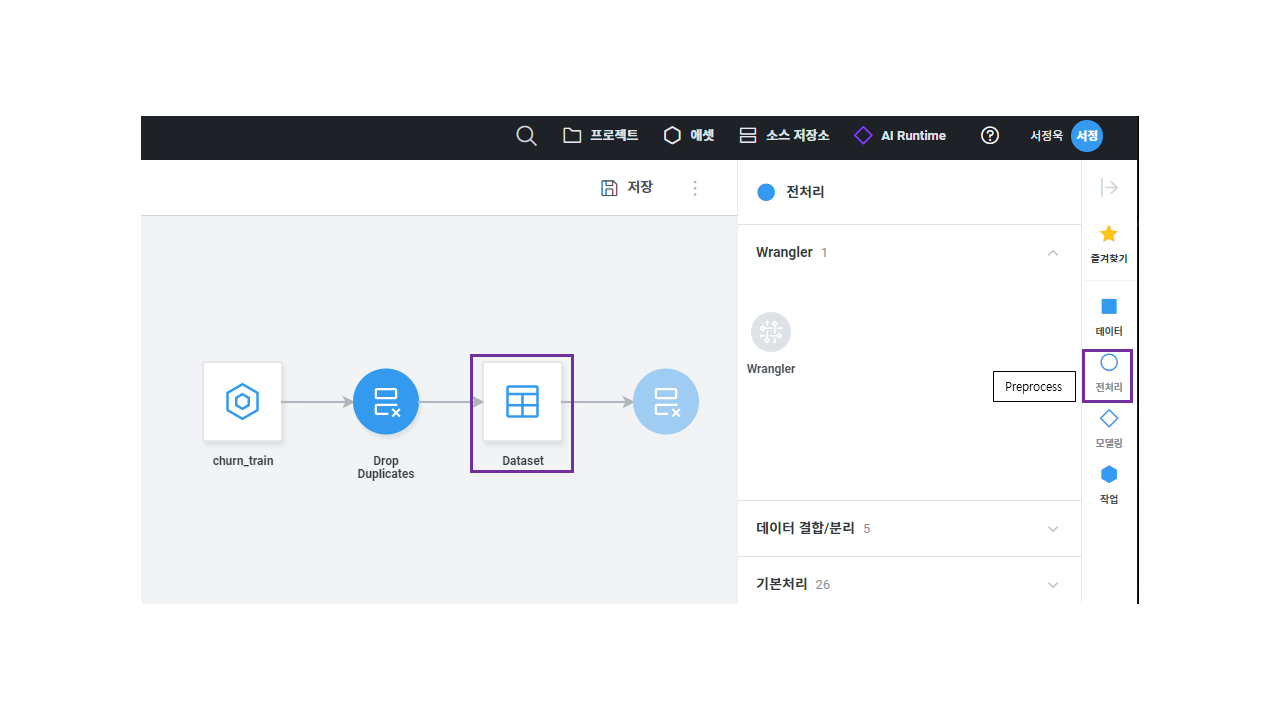 프로젝트
에셋
소스 저장소
AI Runtime
서정욱
서정
저장
전처리
Wrangler 1
Wrangler
데이터 결합/분리 5
기본처리 26
churn_train
Drop
Duplicates
Dataset
즐겨찾기
데이터
Preprocess
전처리
모델링
작업